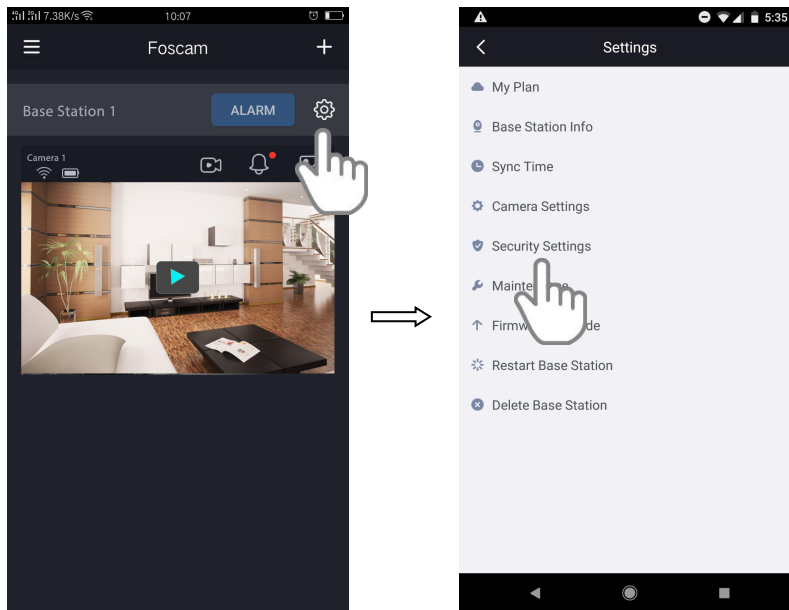 7.38K/s
10:07
Foscam
Base Station 1
ALARM
Camera 1
5:35
Settings
My Plan
Base Station Info
Sync Time
Camera Settings
Security Settings
Restart Base Station
Delete Base Station